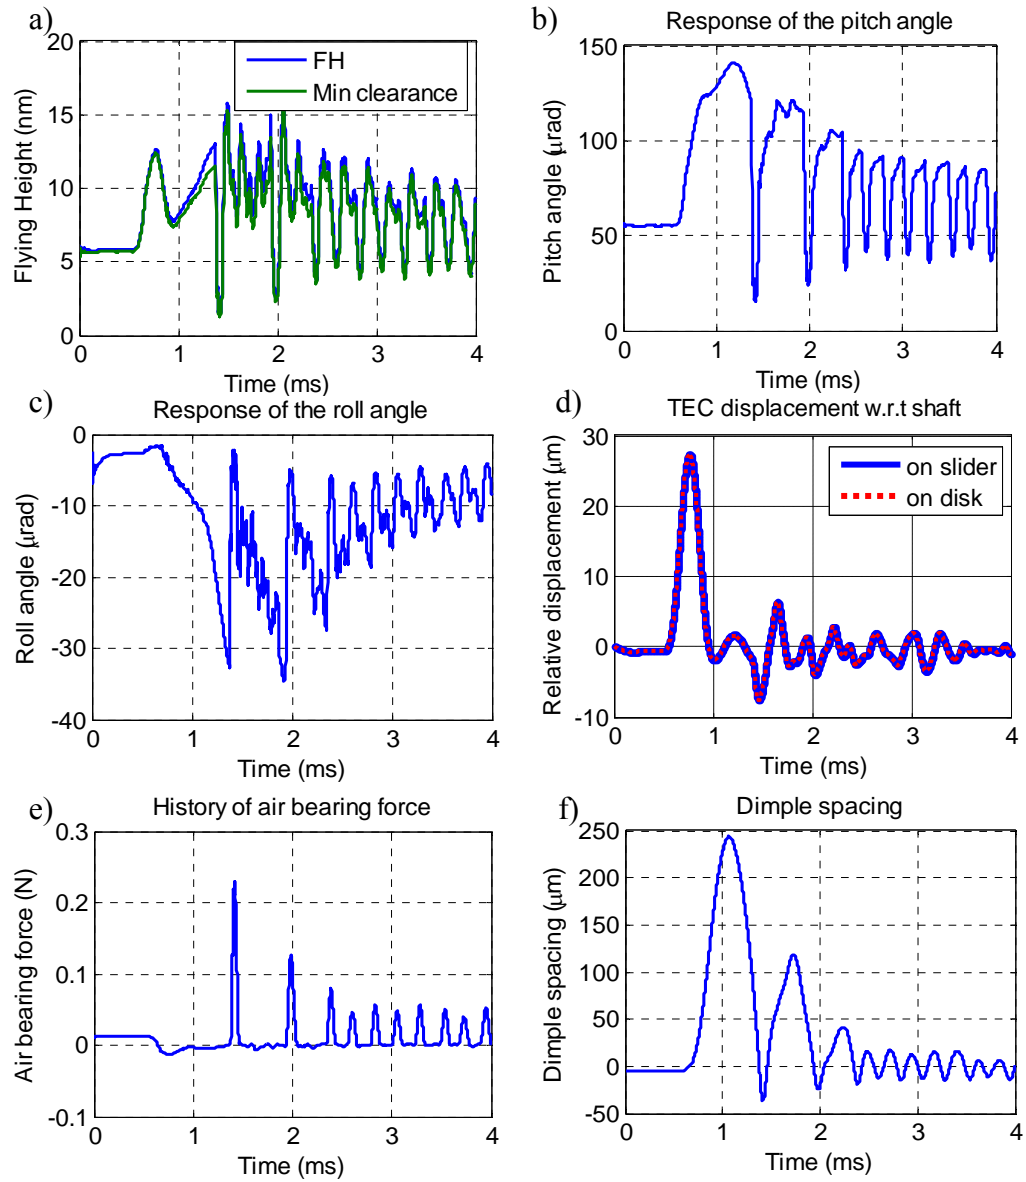 a)
20
15
10
5
0
0 1 2 3 4
Flying Height (nm)
Time (ms)
FH
Min clearance
b)
Response of the pitch angle
150
100
50
0
0 1 2 3 4
Pitch angle (μrad)
Time (ms)
c)
Response of the roll angle
0
-10
-20
-30
-40
0 1 2 3 4
Roll angle (μrad)
Time (ms)
d)
TEC displacement w.r.t shaft
30
20
10
0
-10
0 1 2 3 4
Relative displacement (μm)
Time (ms)
on slider
on disk
e)
History of air bearing force
0.3
0.2
0.1
0
-0.1
0 1 2 3 4
Air bearing force (N)
Time (ms)
f)
Dimple spacing
250
200
150
100
50
0
-50
0 1 2 3 4
Dimple spacing (μm)
Time (ms)